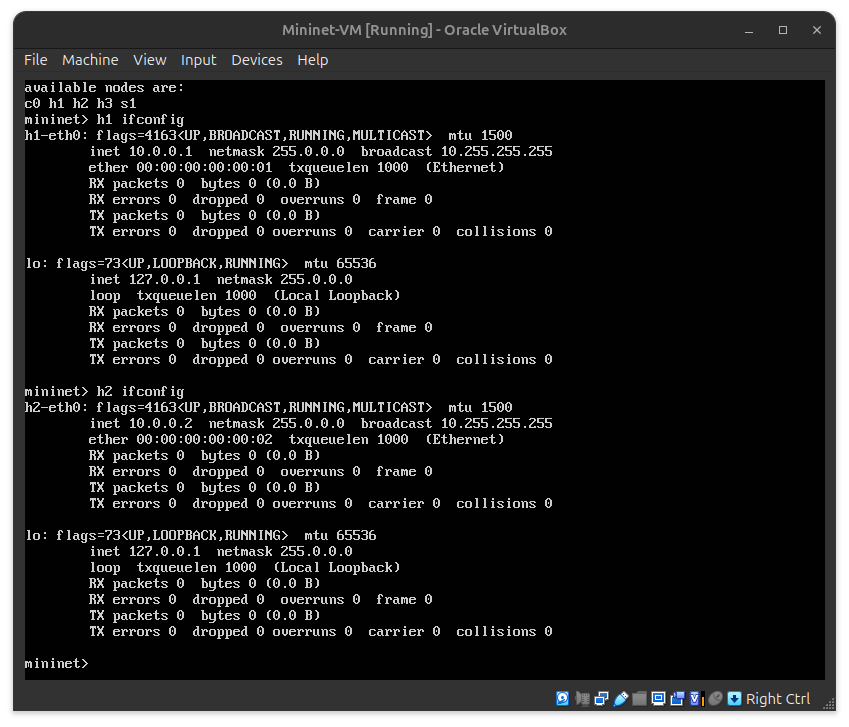 Mininet-VM [Running] - Oracle VirtualBox
File Machine View Input Devices Help
available nodes are:
c0 h1 h2 h3 s1
mininet> h1 ifconfig
h1-eth0: flags=4163<UP,BROADCAST,RUNNING,MULTICAST>  mtu 1500
        inet 10.0.0.1  netmask 255.0.0.0  broadcast 10.255.255.255
        ether 00:00:00:00:00:01  txqueuelen 1000  (Ethernet)
        RX packets 0  bytes 0 (0.0 B)
        RX errors 0  dropped 0  overruns 0  frame 0
        TX packets 0  bytes 0 (0.0 B)
        TX errors 0  dropped 0 overruns 0  carrier 0  collisions 0
lo: flags=73<UP,LOOPBACK,RUNNING>  mtu 65536
        inet 127.0.0.1  netmask 255.0.0.0
        loop  txqueuelen 1000  (Local Loopback)
        RX packets 0  bytes 0 (0.0 B)
        RX errors 0  dropped 0  overruns 0  frame 0
        TX packets 0  bytes 0 (0.0 B)
        TX errors 0  dropped 0 overruns 0  carrier 0  collisions 0
mininet> h2 ifconfig
h2-eth0: flags=4163<UP,BROADCAST,RUNNING,MULTICAST>  mtu 1500
        inet 10.0.0.2  netmask 255.0.0.0  broadcast 10.255.255.255
        ether 00:00:00:00:00:02  txqueuelen 1000  (Ethernet)
        RX packets 0  bytes 0 (0.0 B)
        RX errors 0  dropped 0  overruns 0  frame 0
        TX packets 0  bytes 0 (0.0 B)
        TX errors 0  dropped 0 overruns 0  carrier 0  collisions 0
lo: flags=73<UP,LOOPBACK,RUNNING>  mtu 65536
        inet 127.0.0.1  netmask 255.0.0.0
        loop  txqueuelen 1000  (Local Loopback)
        RX packets 0  bytes 0 (0.0 B)
        RX errors 0  dropped 0  overruns 0  frame 0
        TX packets 0  bytes 0 (0.0 B)
        TX errors 0  dropped 0 overruns 0  carrier 0  collisions 0
mininet>
Right Ctrl